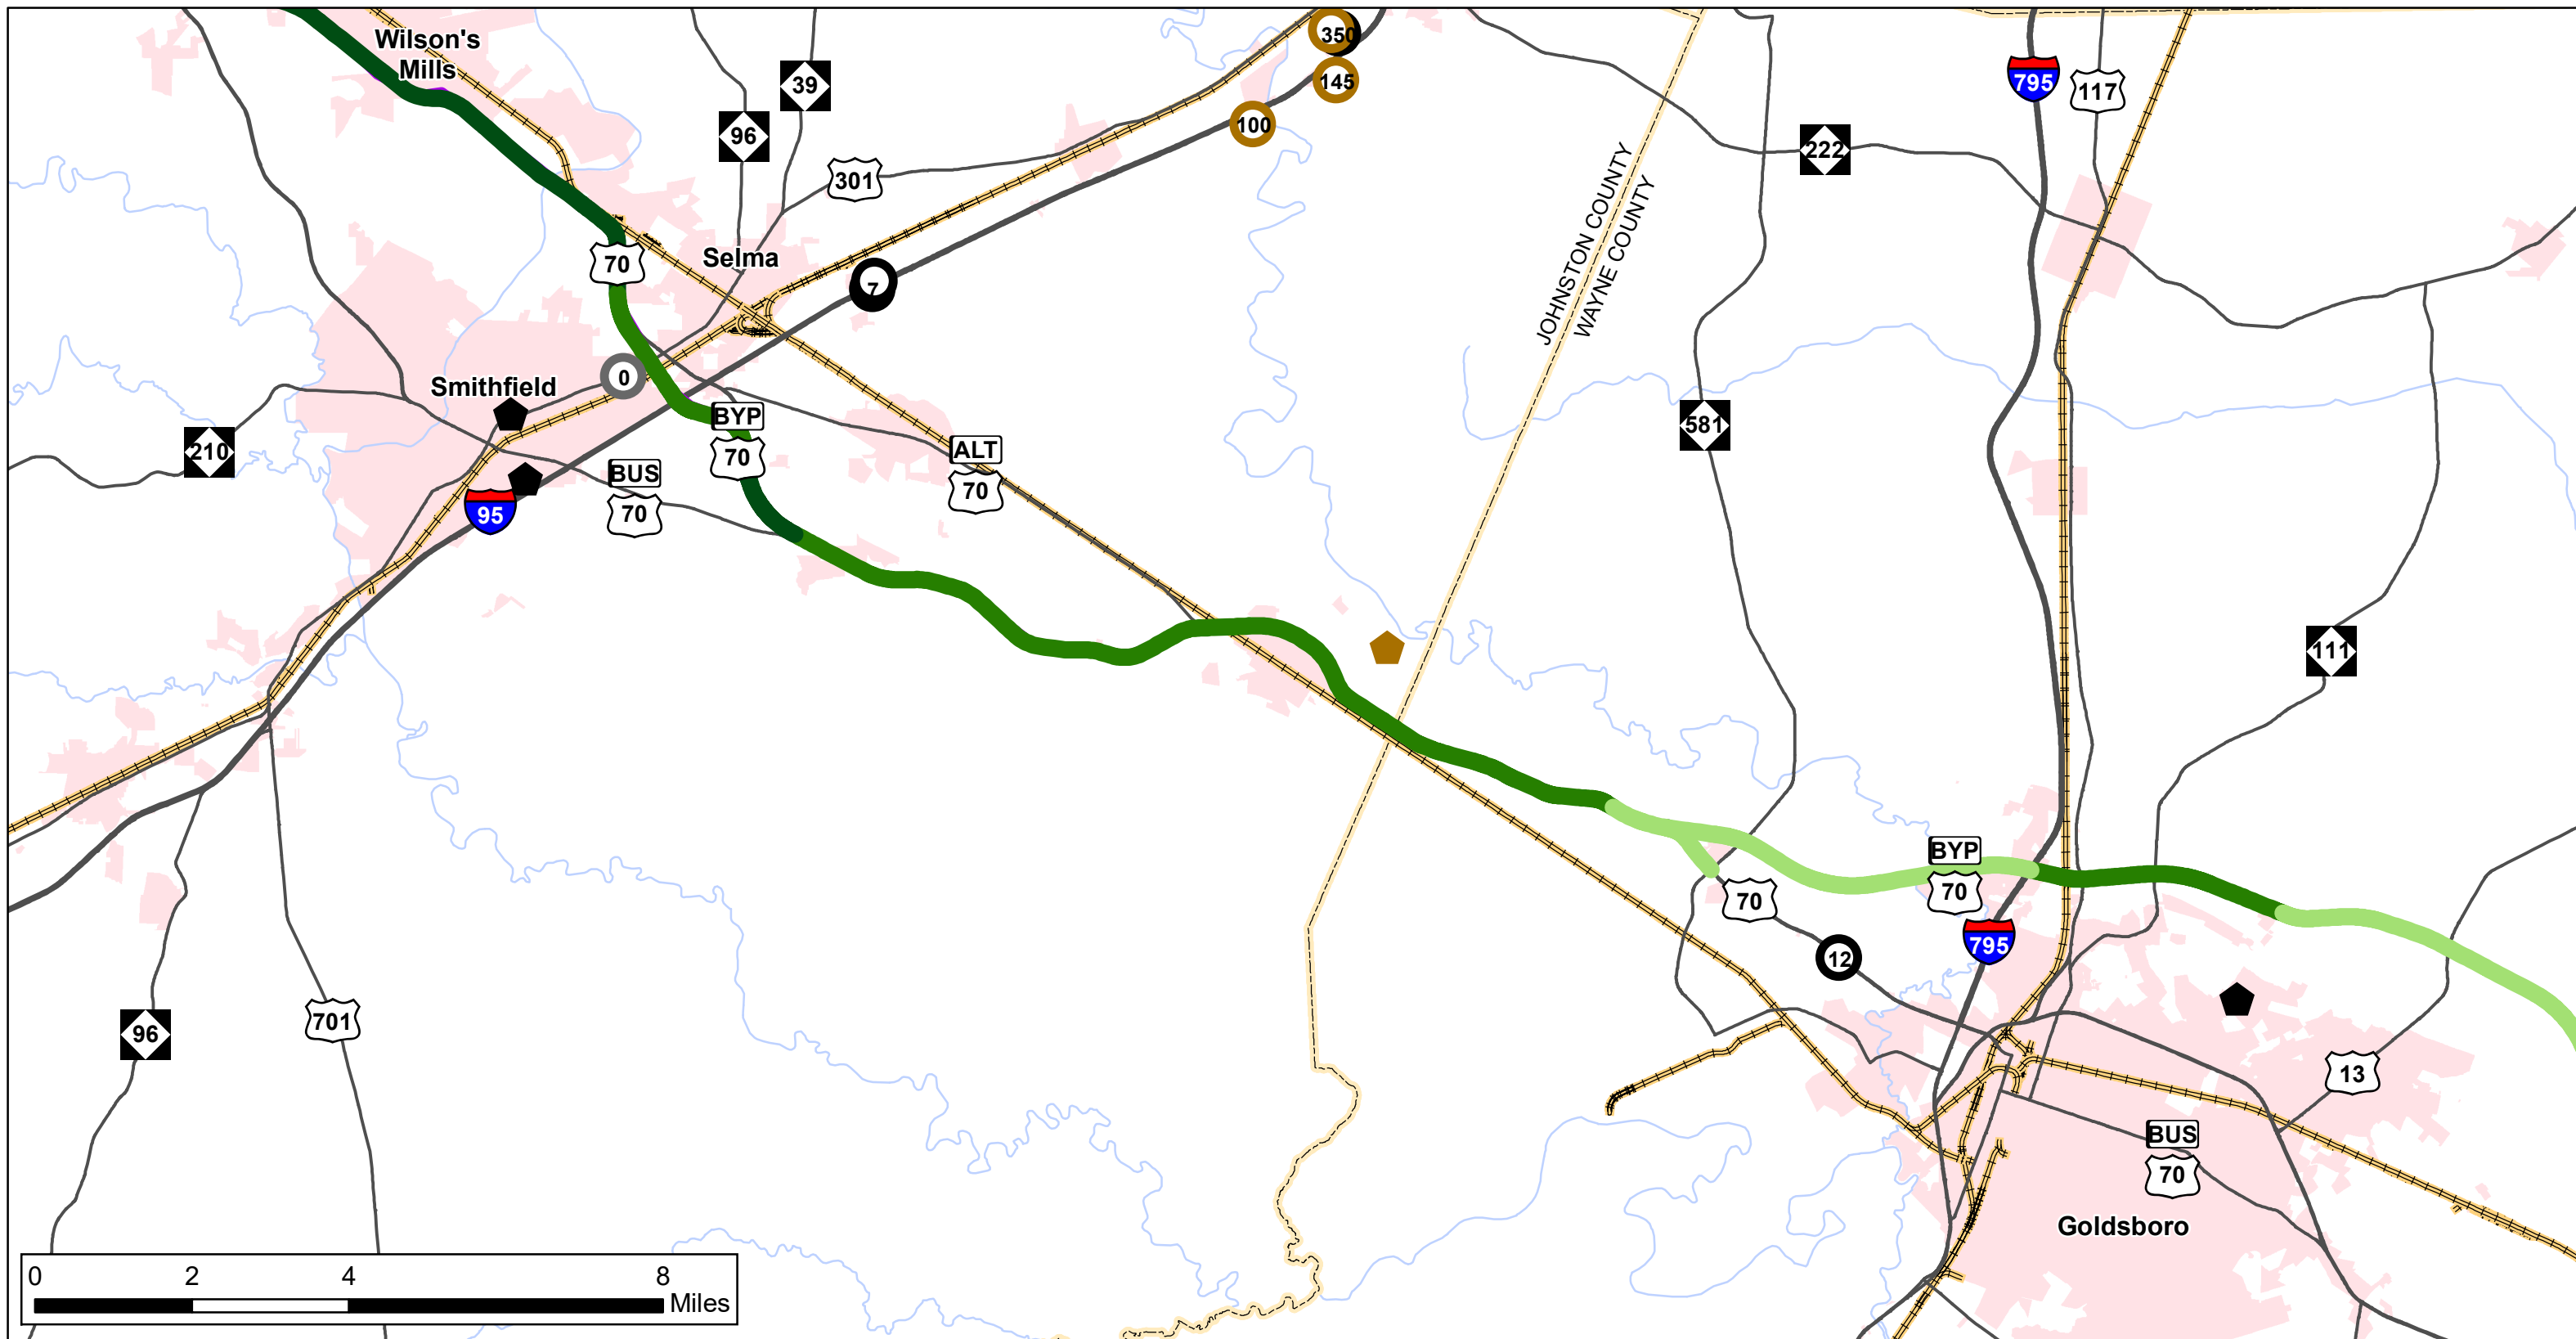 Wilson's
Mills
350
145
100
39
96
301
795
117
222
JOHNSTON COUNTY
WAYNE COUNTY
70
Selma
7
0
Smithfield
BYP
70
210
BUS
70
95
ALT
70
581
111
BYP
70
70
795
12
96
701
13
BUS
70
Goldsboro
0 2 4 8
Miles